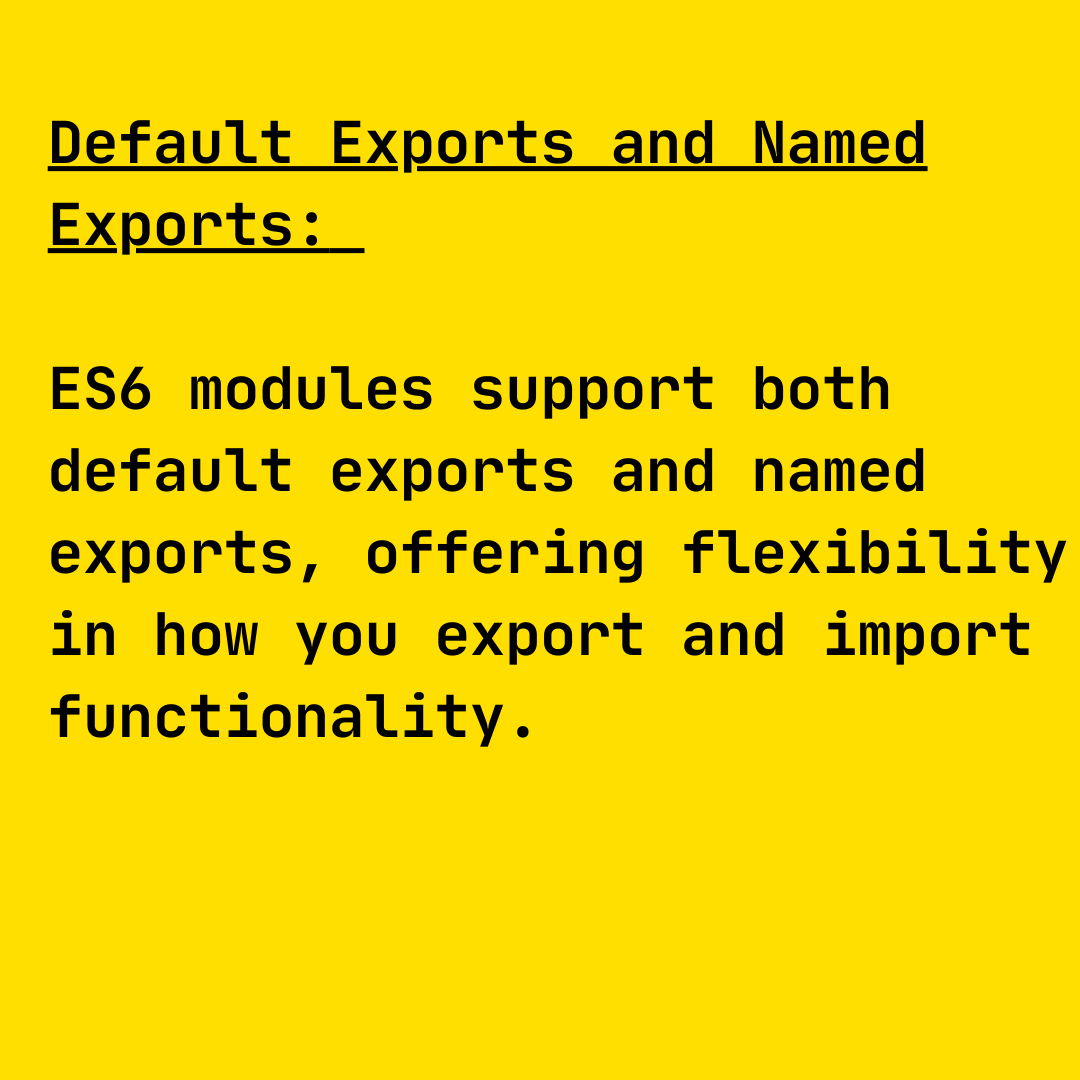 Default Exports and Named
Exports:
ES6 modules support both
default exports and named
exports, offering flexibility
in how you export and import
functionality.